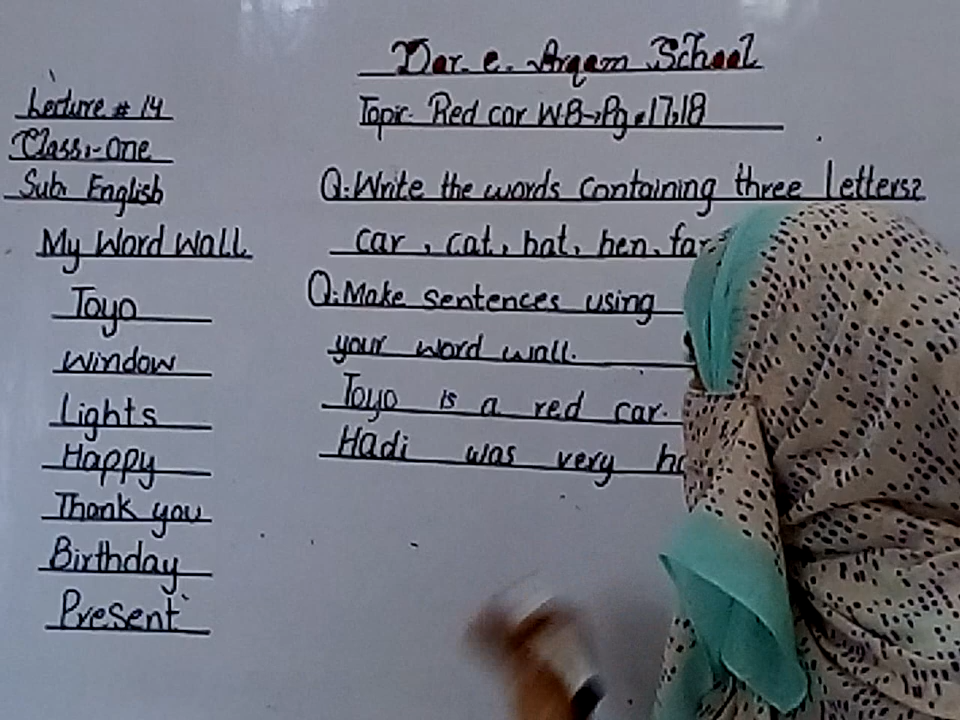 Dar. e. Arqam School
Lecture # 14
Topic. Red car W.B→Pg#17,18
Class:-One
Sub: English
Q:Write the words containing three letters?
My Word Wall
car, cat, bat, hen,
Toyo
Window
Lights
Happy
Thank you
Birthday
Present
Q:Make sentences using
your word wall.
Toyo is a red car.
Hadi was very